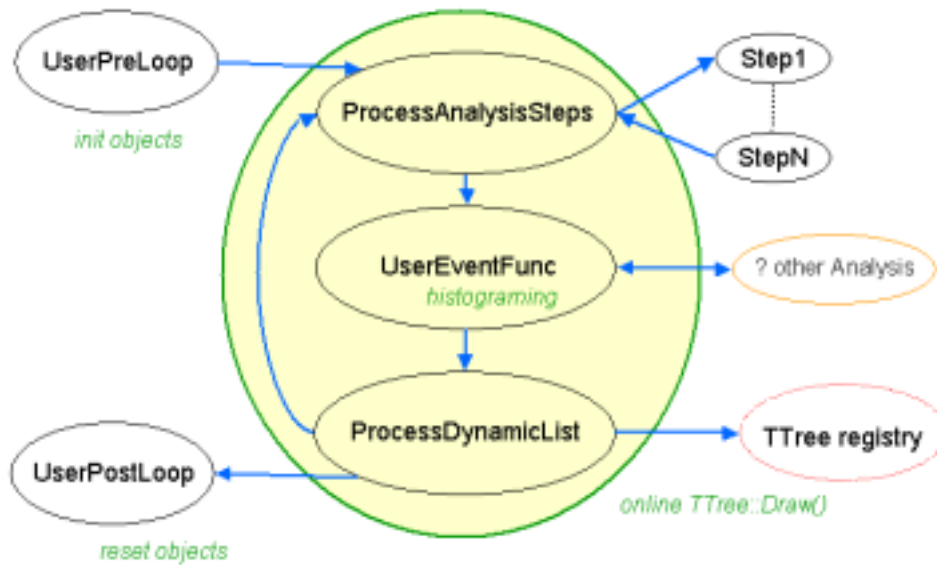 UserPreLoop
init objects
ProcessAnalysisSteps
Step1
StepN
UserEventFunc
histograming
? other Analysis
ProcessDynamicList
TTree registry
UserPostLoop
online TTree::Draw()
reset objects